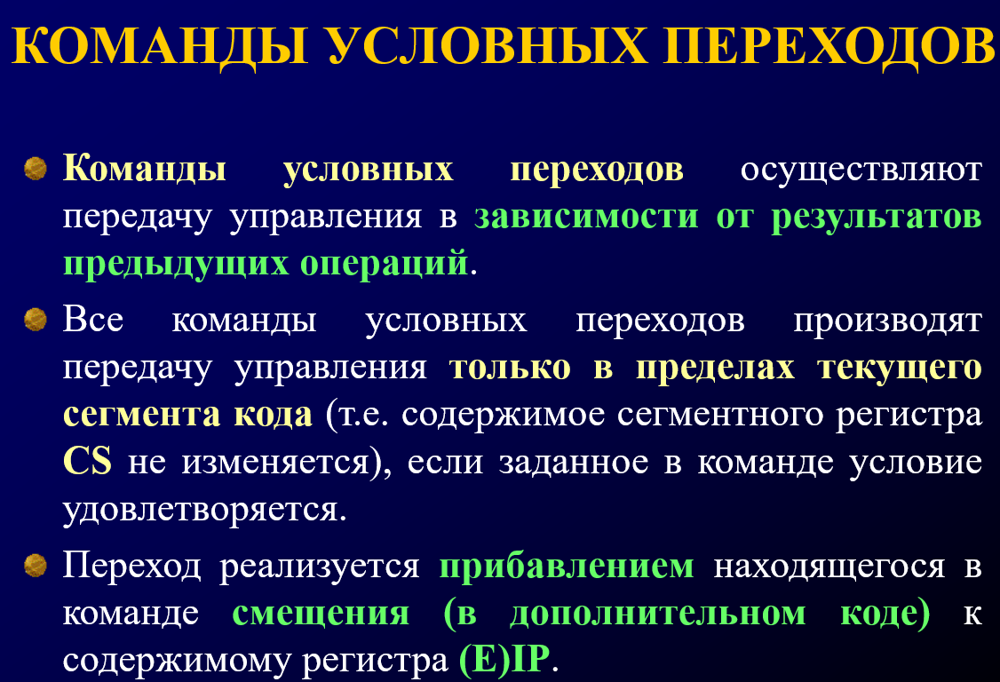 КОМАНДЫ УСЛОВНЫХ ПЕРЕХОДОВ
Команды условных переходов осуществляют
передачу управления в зависимости от результатов
предыдущих операций.
Все команды условных переходов производят
передачу управления только в пределах текущего
сегмента кода (т.е. содержимое сегментного регистра
CS не изменяется), если заданное в команде условие
удовлетворяется.
Переход реализуется прибавлением находящегося в
команде смещения (в дополнительном коде) к
содержимому регистра (E)IP.